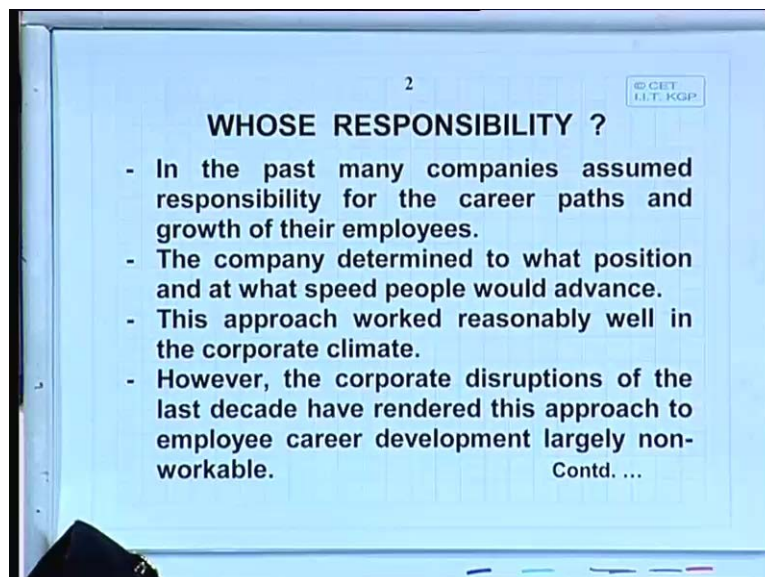 2
© CET
I.I.T. KGP
WHOSE RESPONSIBILITY ?
- In the past many companies assumed
responsibility for the career paths and
growth of their employees.
- The company determined to what position
and at what speed people would advance.
- This approach worked reasonably well in
the corporate climate.
- However, the corporate disruptions of the
last decade have rendered this approach to
employee career development largely non-
workable.
Contd. ...